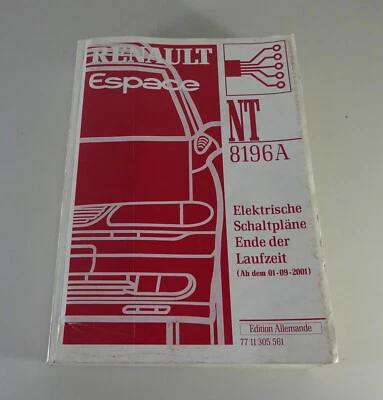 RENAULT
Espace
NT
8196A
Elektrische
Schaltpläne
Ende der
Laufzeit
(Ab dem 01-09-2001)
Edition Allemande
77 11 305 561